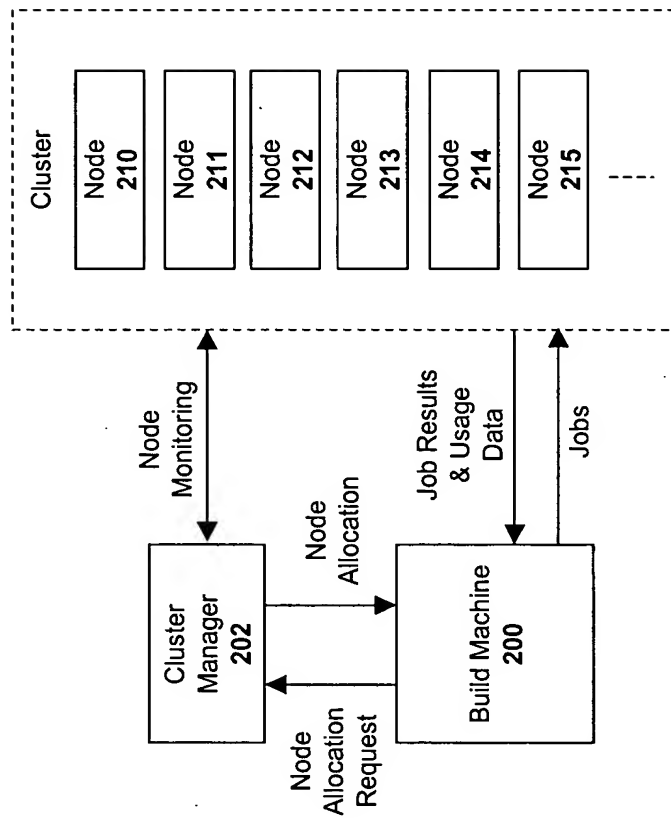 Cluster
Node
210
Node
211
Node
212
Node
213
Node
214
Node
215
Node
Monitoring
Cluster
Manager
202
Node
Allocation
Node
Allocation
Request
Job Results
& Usage
Data
Jobs
Build Machine
200